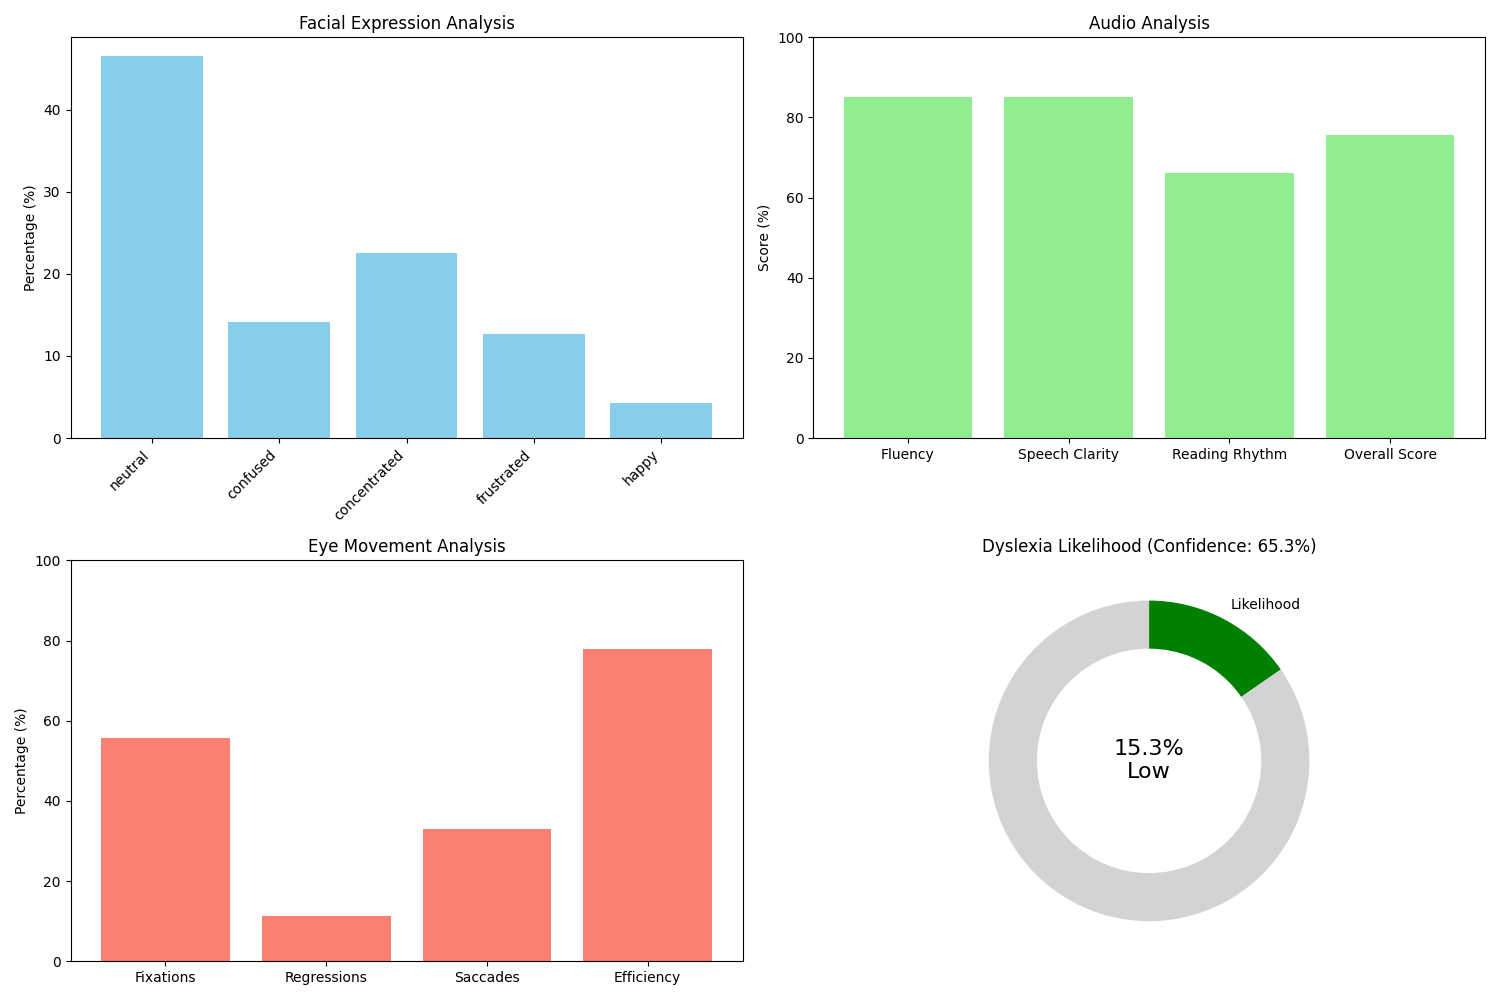 Facial Expression Analysis
Percentage (%)
40
30
20
10
0
neutral
confused
concentrated
frustrated
happy
Audio Analysis
Score (%)
100
80
60
40
20
0
Fluency
Speech Clarity
Reading Rhythm
Overall Score
Eye Movement Analysis
Percentage (%)
100
80
60
40
20
0
Fixations
Regressions
Saccades
Efficiency
Dyslexia Likelihood (Confidence: 65.3%)
Likelihood
15.3%
Low